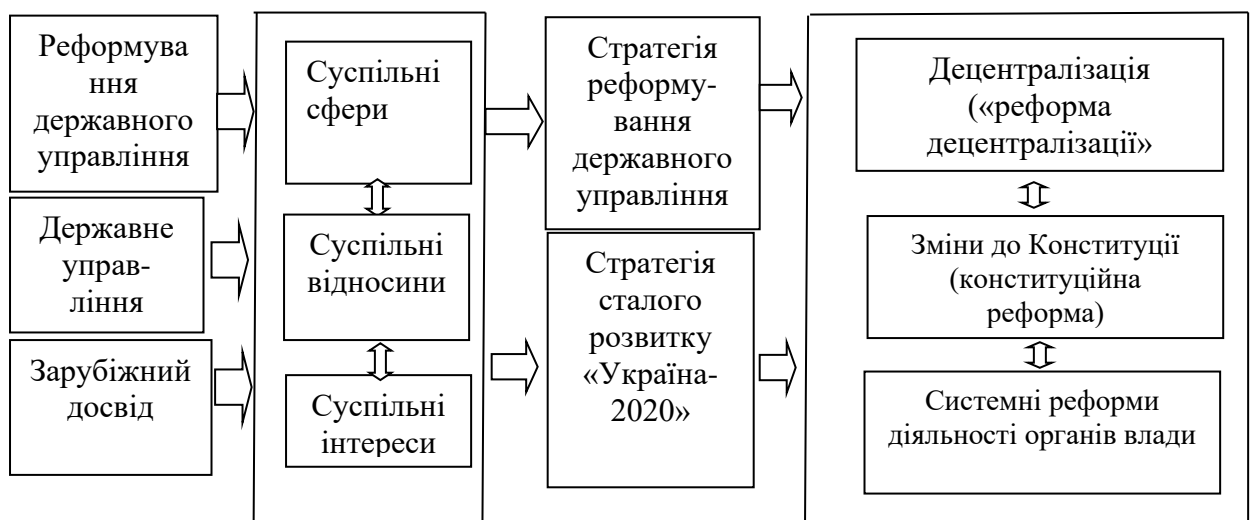 Реформува
ння
державного
управління
Державне
управ-
ління
Зарубіжний
досвід
Суспільні
сфери
Суспільні
відносини
Суспільні
інтереси
Стратегія
реформу-
вання
державного
управління
Стратегія
сталого
розвитку
«Україна-
2020»
Децентралізація
(«реформа
децентралізації»
Зміни до Конституції
(конституційна
реформа)
Системні реформи
діяльності органів влади